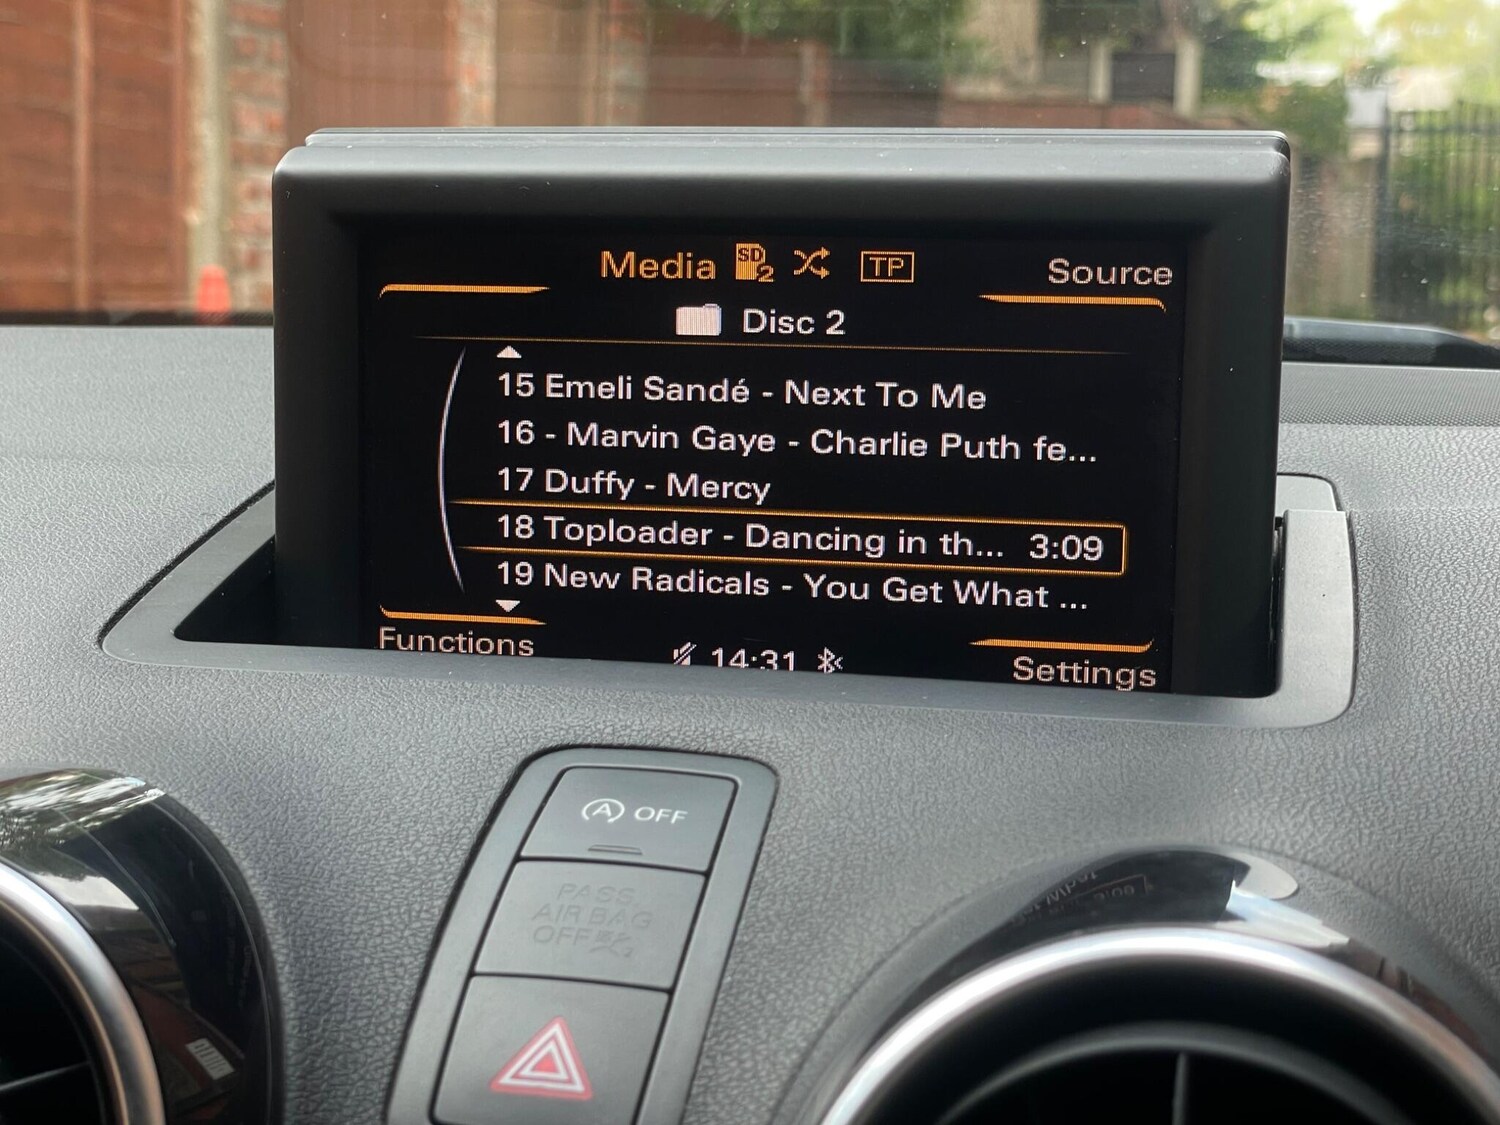 Media SD 2 TP
Source
Disc 2
15 Emeli Sandé - Next To Me
16 - Marvin Gaye - Charlie Puth fe...
17 Duffy - Mercy
18 Toploader - Dancing in th... 3:09
19 New Radicals - You Get What ...
Functions
14:31
Settings
A OFF
PASS
AIR BAG
OFF